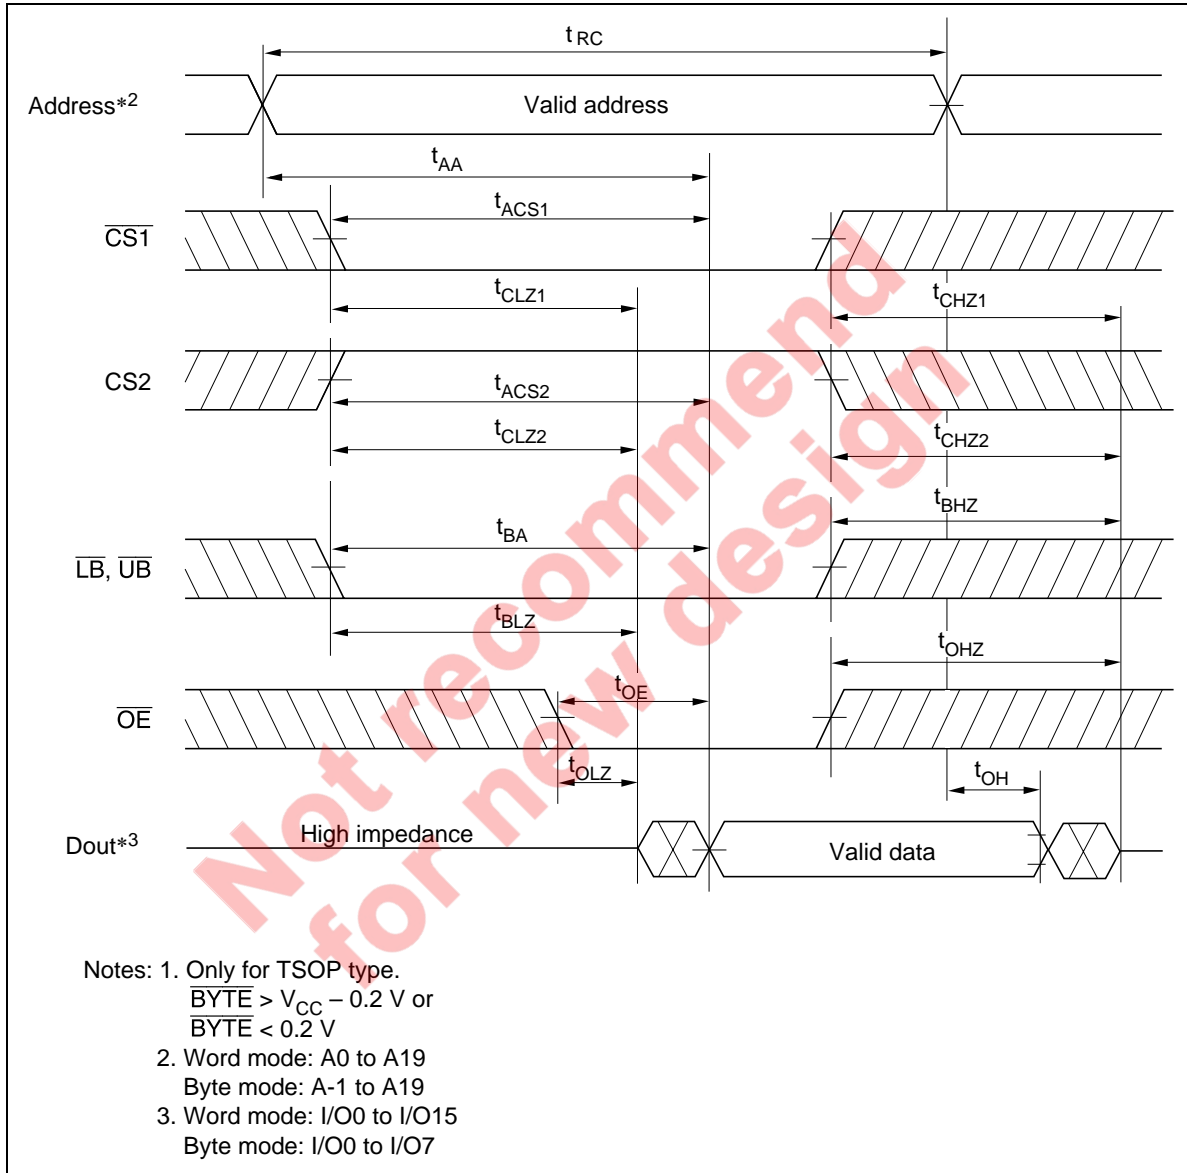 tRC
Address*2
Valid address
tAA
tACS1
CS1
tCLZ1
tCHZ1
CS2
tACS2
tCLZ2
tCHZ2
tBHZ
tBA
LB, UB
tBLZ
tOHZ
tOE
OE
tOLZ
tOH
High impedance
Dout*3
Valid data
Not recommend
for new design
Notes: 1. Only for TSOP type.
BYTE > VCC – 0.2 V or
BYTE < 0.2 V
2. Word mode: A0 to A19
Byte mode: A-1 to A19
3. Word mode: I/O0 to I/O15
Byte mode: I/O0 to I/O7